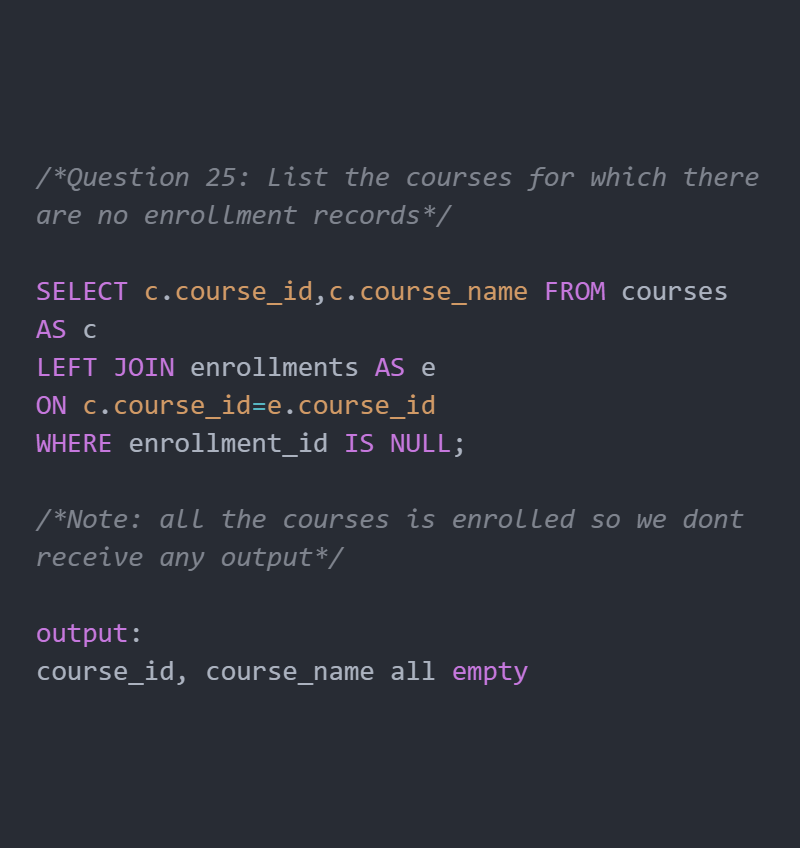 /*Question 25: List the courses for which there
are no enrollment records*/
SELECT c.course_id,c.course_name FROM courses
AS c
LEFT JOIN enrollments AS e
ON c.course_id=e.course_id
WHERE enrollment_id IS NULL;
/*Note: all the courses is enrolled so we dont
receive any output*/
output:
course_id, course_name all empty